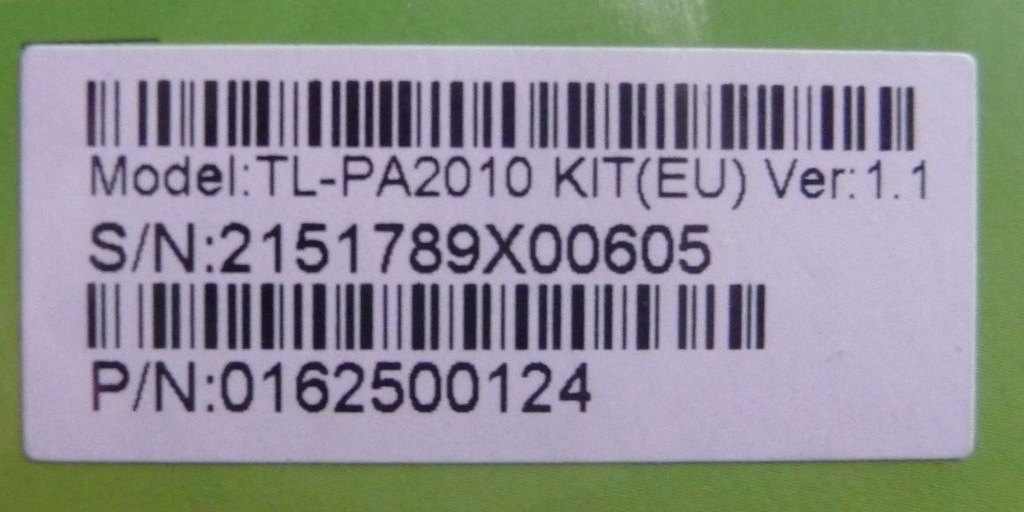 Model:TL-PA2010 KIT(EU) Ver:1.1
S/N:2151789X00605
P/N:0162500124